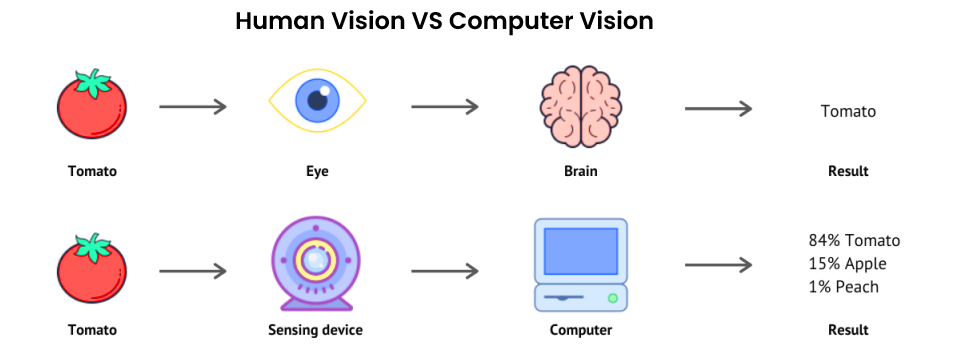 Human Vision VS Computer Vision
Tomato
Tomato
Eye
Brain
Result
84% Tomato
15% Apple
1% Peach
Tomato
Sensing device
Computer
Result